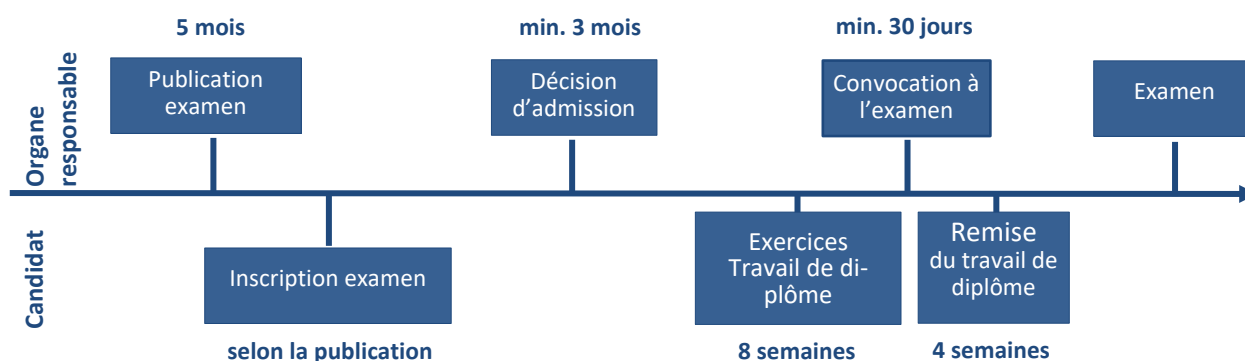 5 mois
min. 3 mois
min. 30 jours
Organe
responsable
Publication
examen
Décision
d'admission
Convocation à
l'examen
Examen
Candidat
Inscription examen
Exercices
Travail de di-
plôme
Remise
du travail de
diplôme
selon la publication
8 semaines
4 semaines